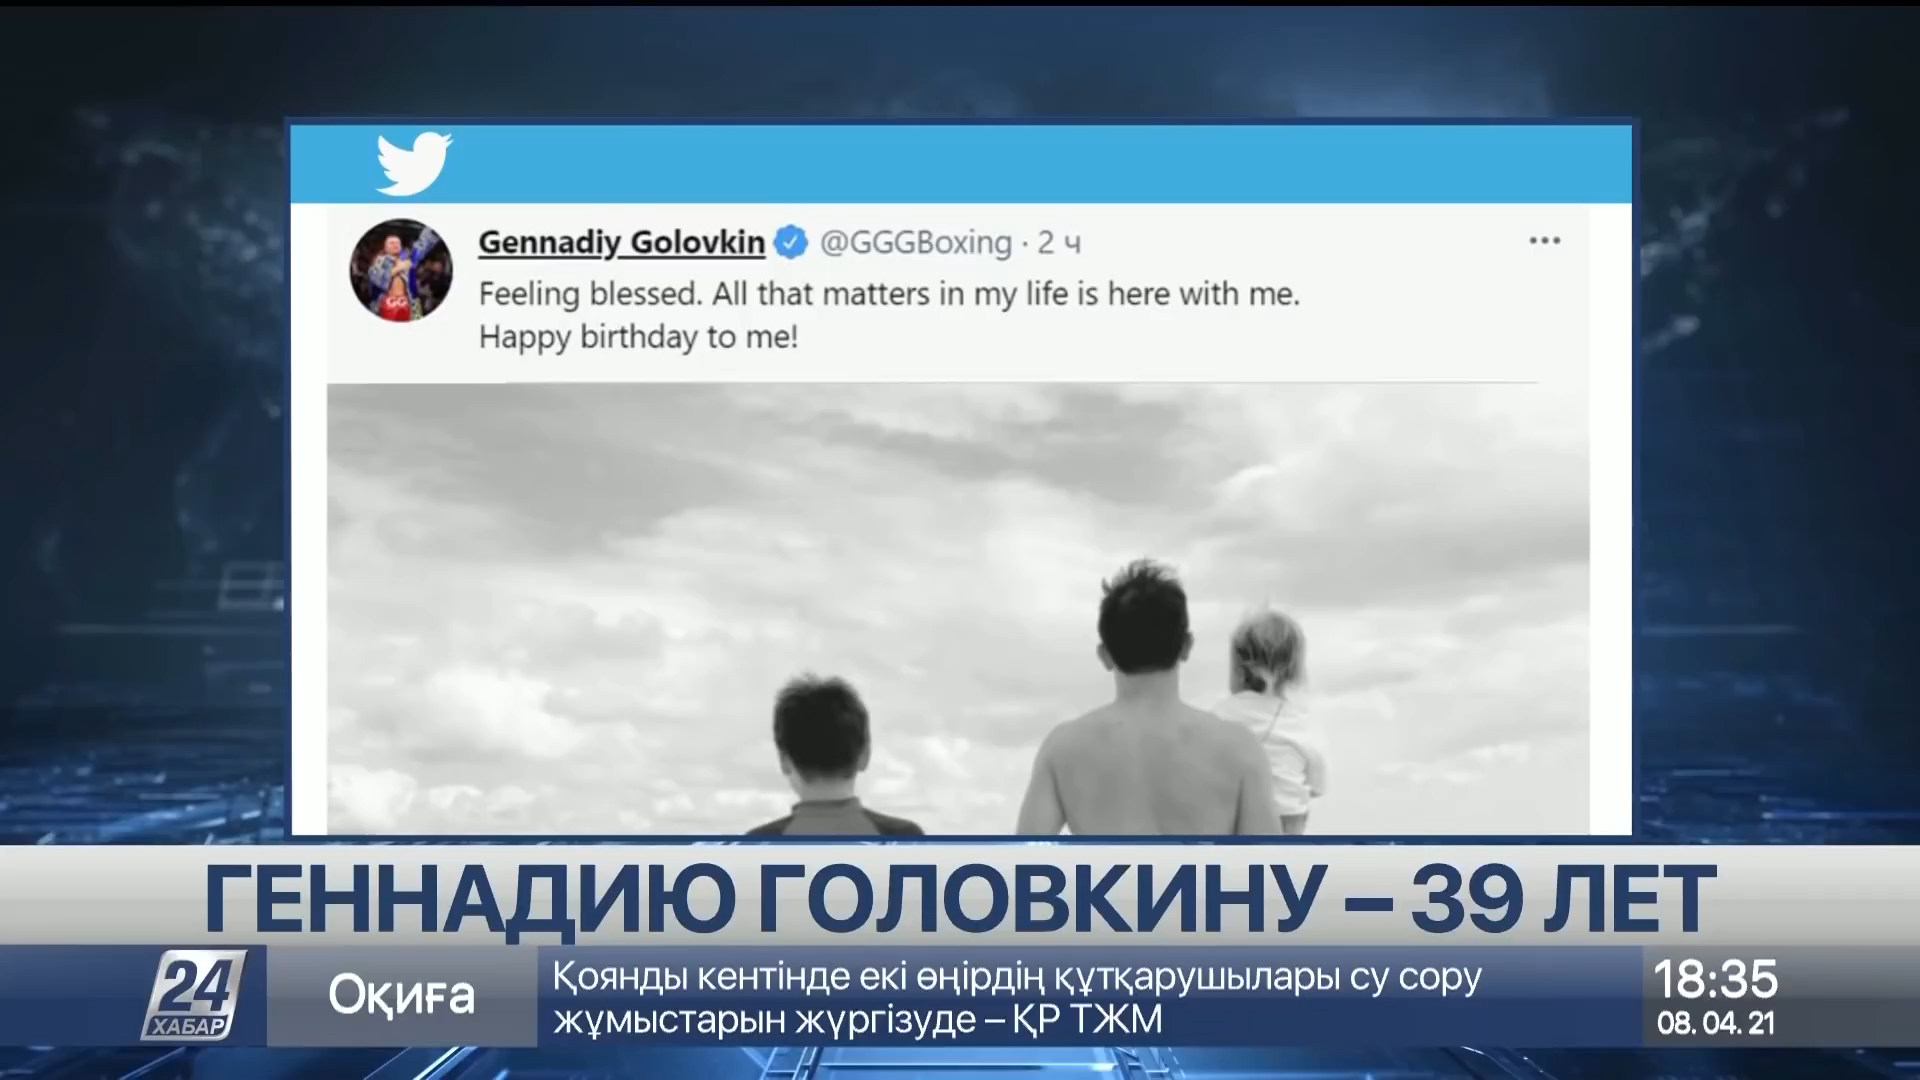 Gennadiy Golovkin @GGGBoxing · 2 ч
Feeling blessed. All that matters in my life is here with me.
Happy birthday to me!
GG
ГЕННАДИЮ ГОЛОВКИНУ – 39 ЛЕТ
24
ХАБАР
Оқиға
Қоянды кентінде екі өңірдің құтқарушылары су сору
жұмыстарын жүргізуде – ҚР ТЖМ
18:35
08. 04. 21